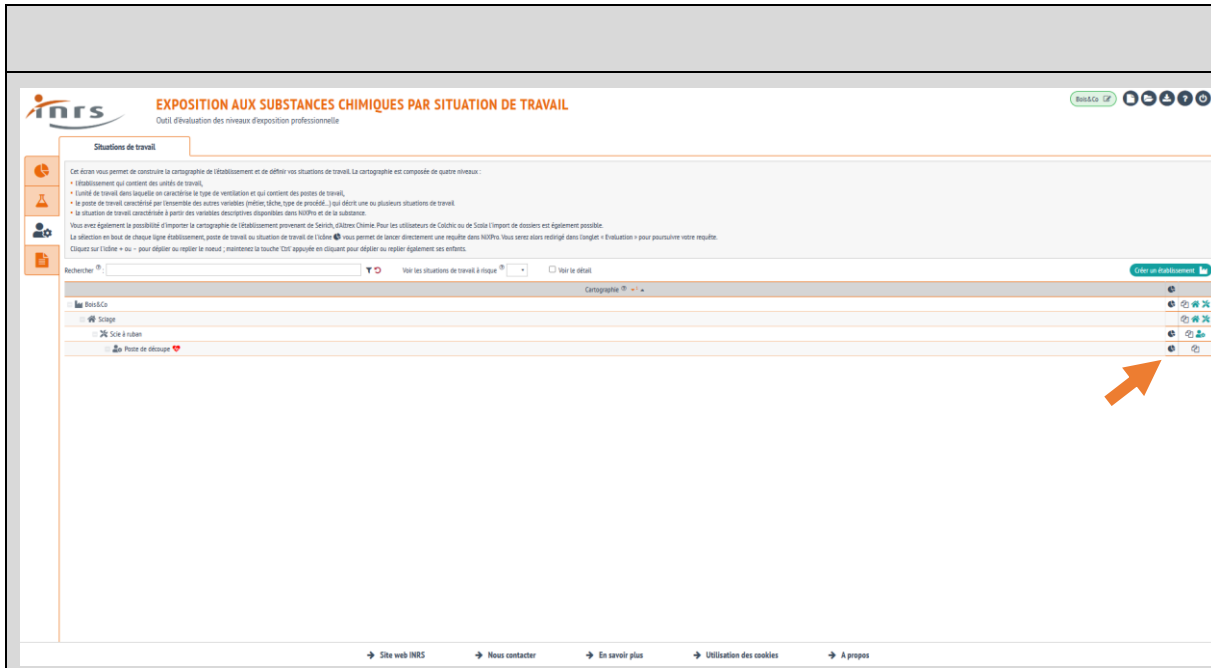 inrs
EXPOSITION AUX SUBSTANCES CHIMIQUES PAR SITUATION DE TRAVAIL
Outil d'évaluation des niveaux d'exposition professionnelle
Bois&Co
Situations de travail
Cet écran vous permet de construire la cartographie de l'établissement et de définir vos situations de travail. La cartographie est composée de quatre niveaux :
• l'établissement qui contient des unités de travail,
• l'unité de travail dans laquelle on caractérise le type de ventilation et qui contient des postes de travail,
• le poste de travail caractérisé par l'ensemble des autres variables (métier, tâche, type de procédé...) qui décrit une ou plusieurs situations de travail
• la situation de travail caractérisée à partir des variables descriptives disponibles dans NiXPro et de la substance.
Vous avez également la possibilité d'importer la cartographie de l'établissement provenant de Seirich, d'Altrex Chimie. Pour les utilisateurs de Colchic ou de Scola l'import de dossiers est également possible.
La sélection en bout de chaque ligne établissement, poste de travail ou situation de travail de l'icône vous permet de lancer directement une requête dans NiXPro. Vous serez alors redirigé dans l'onglet « Evaluation » pour poursuivre votre requête.
Cliquez sur l'icône + ou – pour déplier ou replier le noeud ; maintenez la touche 'Ctrl' appuyée en cliquant pour déplier ou replier également ses enfants.
Rechercher : Voir les situations de travail à risque Voir le détail Créer un établissement
Cartographie
Bois&Co
Sciage
Scie à ruban
Poste de découpe
→ Site web INRS → Nous contacter → En savoir plus → Utilisation des cookies → A propos